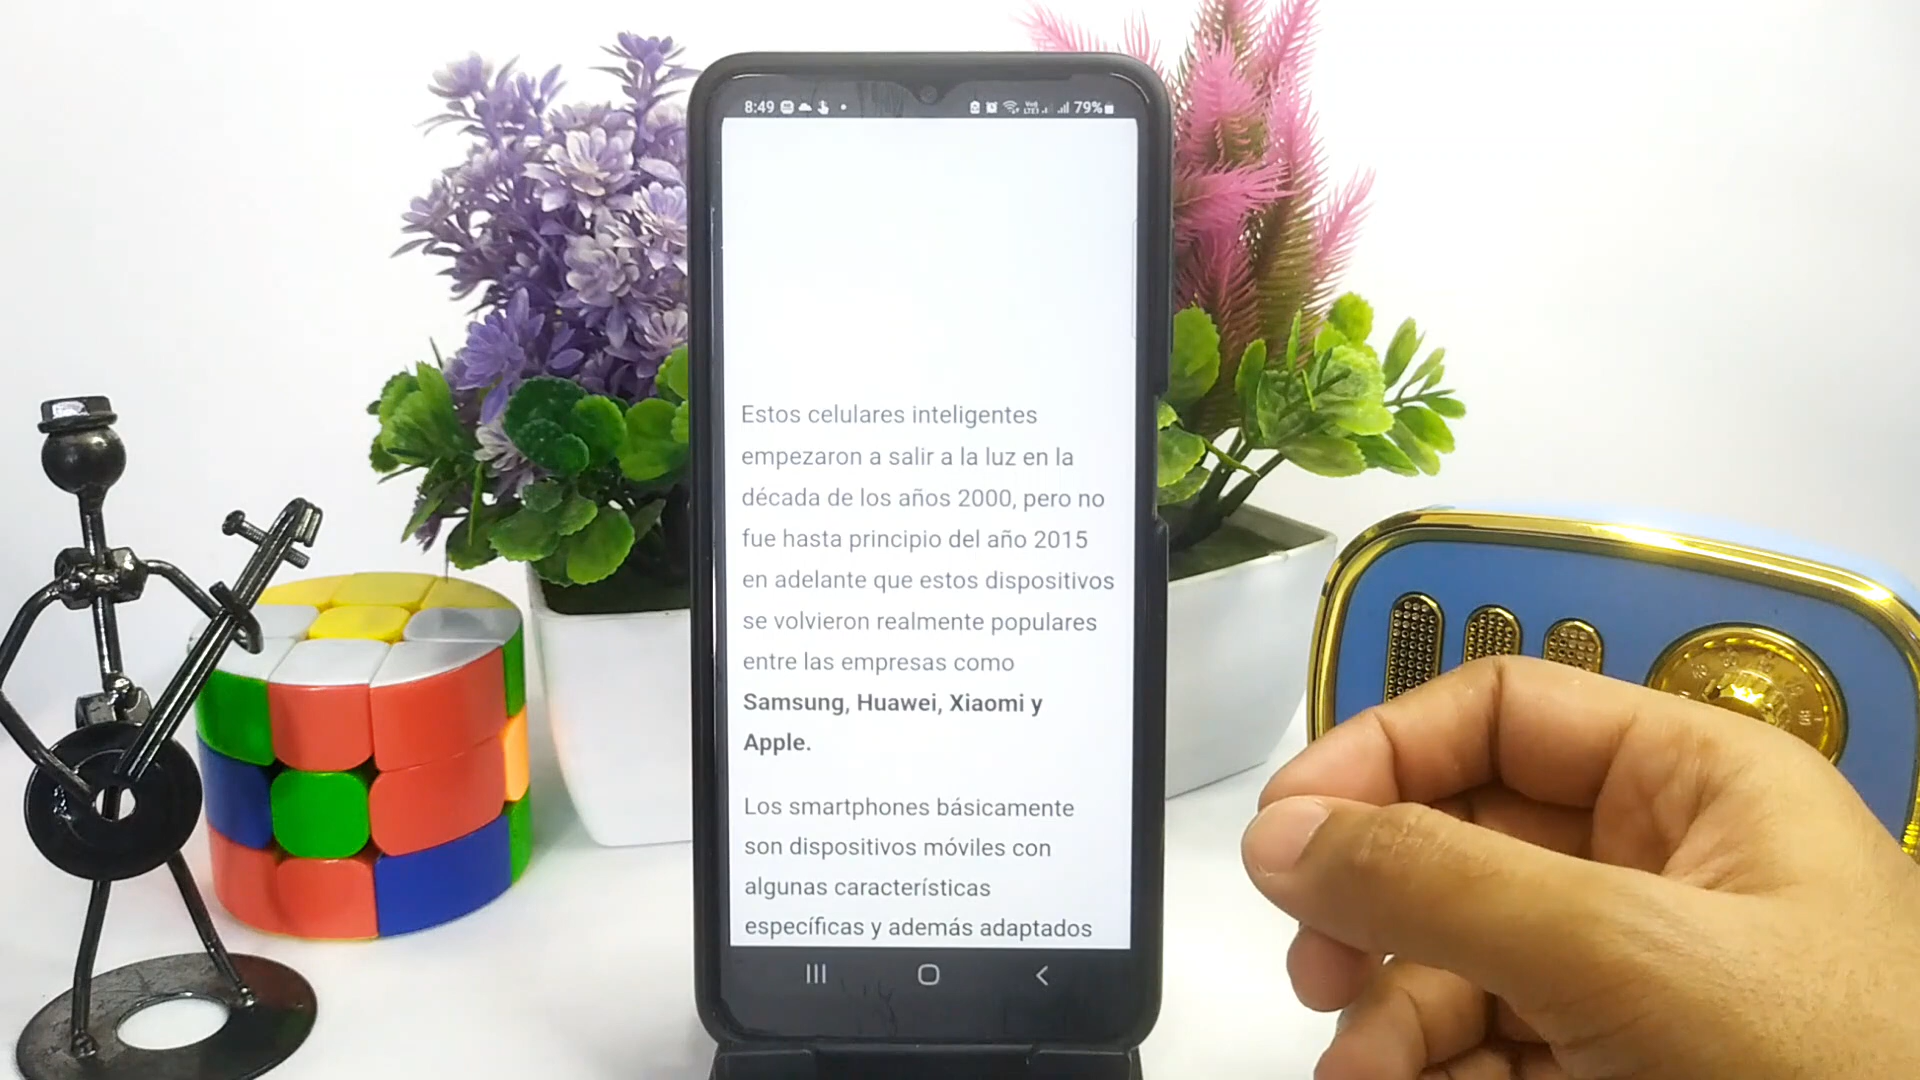 8:49
79%
Estos celulares inteligentes
empezaron a salir a la luz en la
década de los años 2000, pero no
fue hasta principio del año 2015
en adelante que estos dispositivos
se volvieron realmente populares
entre las empresas como
Samsung, Huawei, Xiaomi y
Apple.
Los smartphones básicamente
son dispositivos móviles con
algunas características
específicas y además adaptados